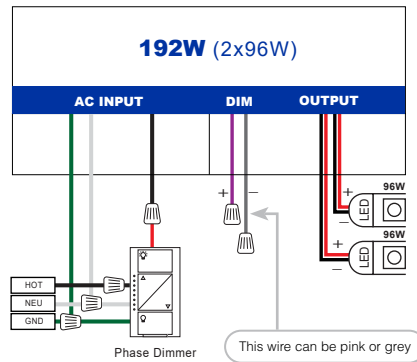 192W (2x96W)
AC INPUT DIM OUTPUT
+ −
+
−
LED
96W
+
−
LED
96W
HOT
NEU
GND
Phase Dimmer
This wire can be pink or grey